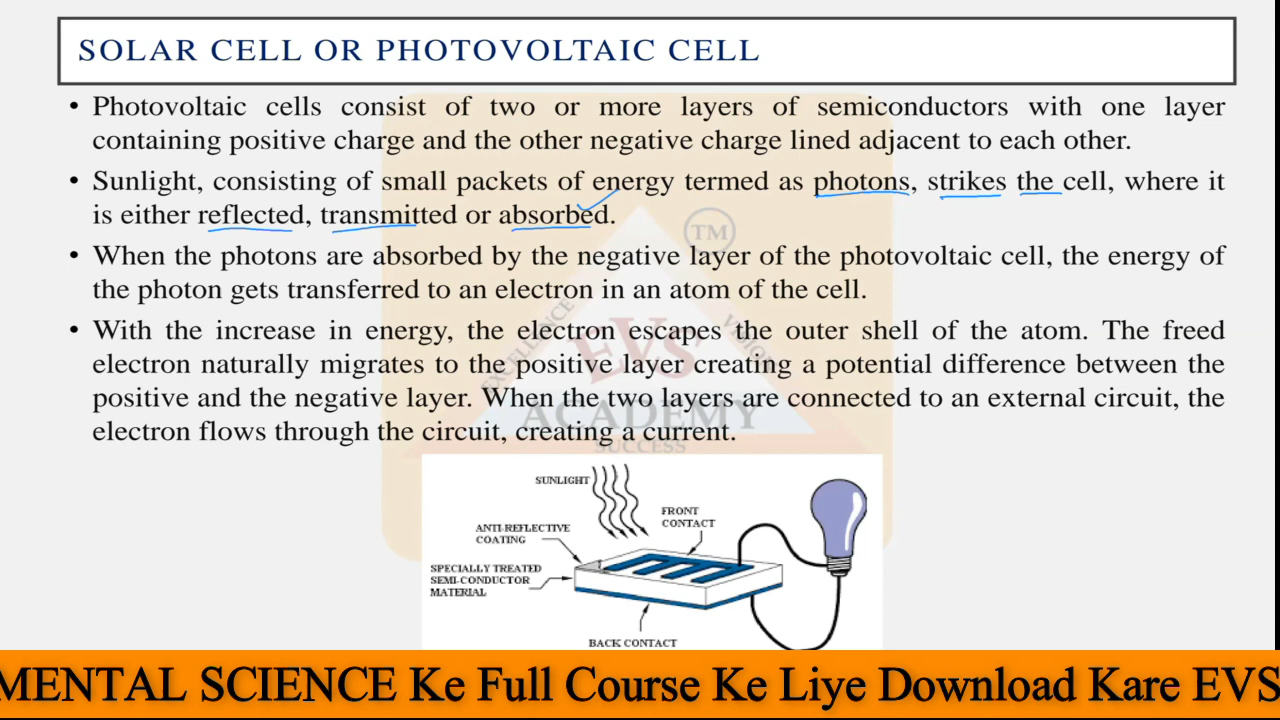 SOLAR CELL OR PHOTOVOLTAIC CELL
• Photovoltaic cells consist of two or more layers of semiconductors with one layer
containing positive charge and the other negative charge lined adjacent to each other.
• Sunlight, consisting of small packets of energy termed as photons, strikes the cell, where it
is either reflected, transmitted or absorbed.
• When the photons are absorbed by the negative layer of the photovoltaic cell, the energy of
the photon gets transferred to an electron in an atom of the cell.
• With the increase in energy, the electron escapes the outer shell of the atom. The freed
electron naturally migrates to the positive layer creating a potential difference between the
positive and the negative layer. When the two layers are connected to an external circuit, the
electron flows through the circuit, creating a current.
TM
EXCELLENCE
VISION
EVS
ACADEMY
SUCCESS
SUNLIGHT
FRONT
CONTACT
ANTI-REFLECTIVE
COATING
SPECIALLY TREATED
SEMI-CONDUCTOR
MATERIAL
BACK CONTACT
MENTAL SCIENCE Ke Full Course Ke Liye Download Kare EVS